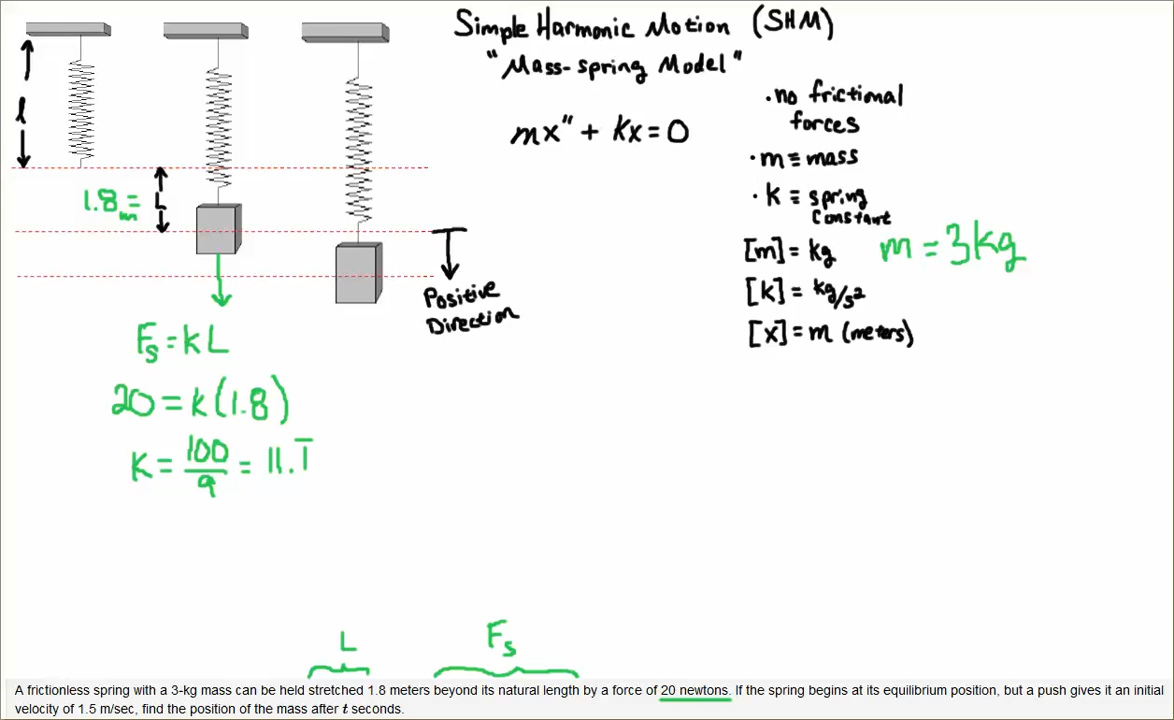 Simple Harmonic Motion (SHM)
"Mass-spring Model"
mx" + kx = 0
• no frictional
forces
• m ≡ mass
• k ≡ spring
constant
[m] = kg
[k] = kg/s²
[x] = m (meters)
m = 3kg
l
1.8 m = L
Positive
Direction
Fs = kL
20 = k(1.8)
K = 100/9 = 11.1̅
L
Fs
A frictionless spring with a 3-kg mass can be held stretched 1.8 meters beyond its natural length by a force of 20 newtons. If the spring begins at its equilibrium position, but a push gives it an initial
velocity of 1.5 m/sec, find the position of the mass after t seconds.